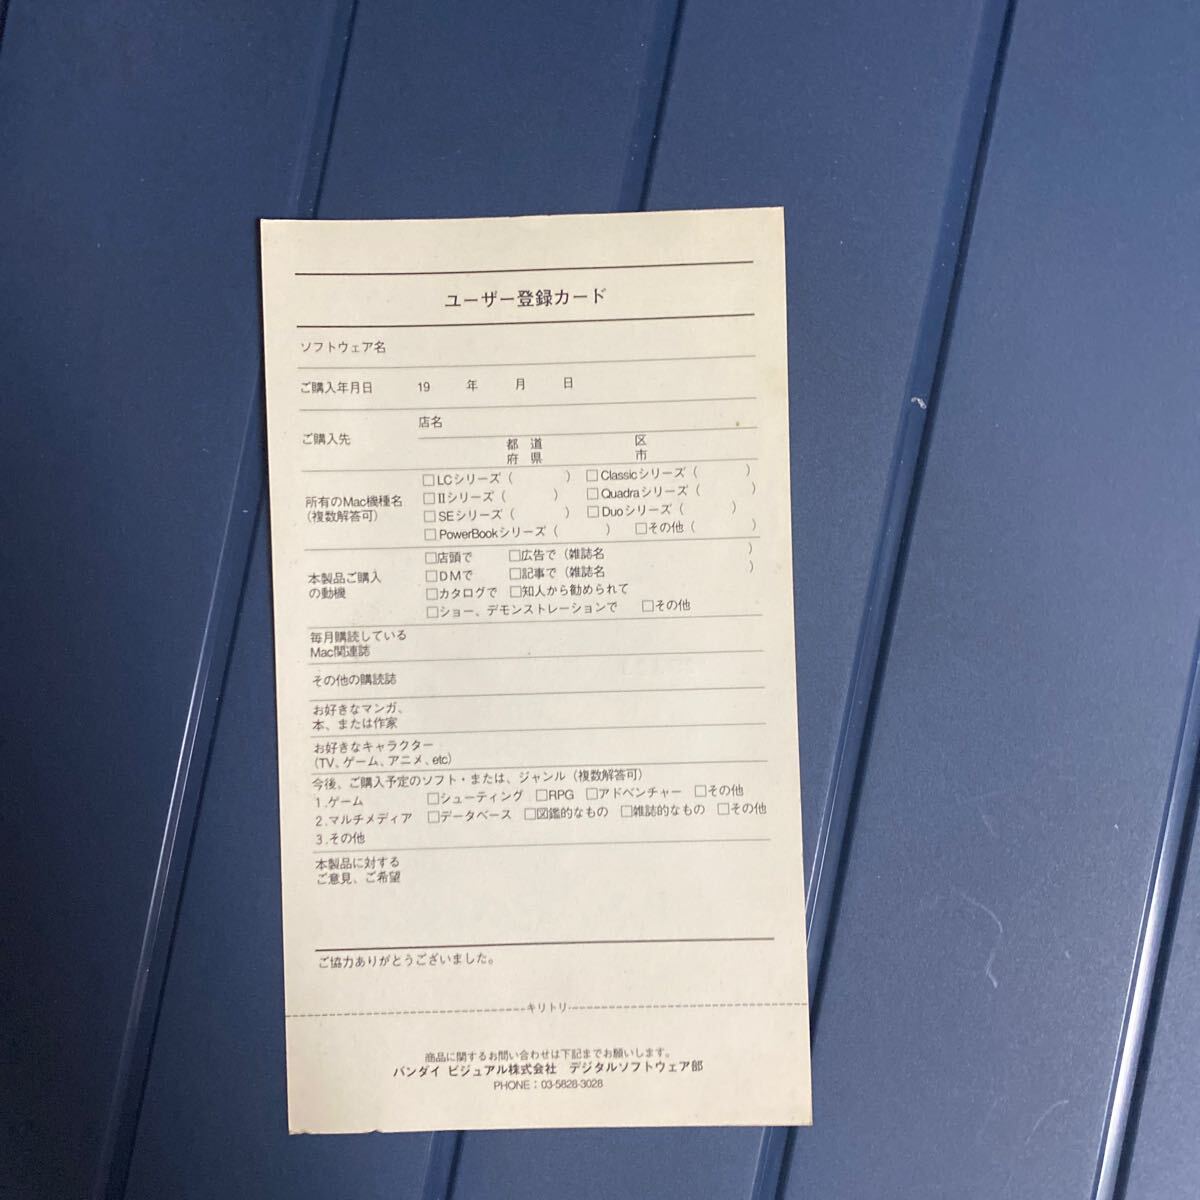 ユーザー登録カード
ソフトウェア名
ご購入年月日 19 年 月 日
ご購入先
店名
都 道 区
府 県 市
所有のMac機種名
(複数解答可)
□LCシリーズ ( ) □Classicシリーズ ( )
□IIシリーズ ( ) □Quadraシリーズ ( )
□SEシリーズ ( ) □Duoシリーズ ( )
□PowerBookシリーズ ( ) □その他 ( )
本製品ご購入
の動機
□店頭で □広告で (雑誌名 )
□DMで □記事で (雑誌名 )
□カタログで □知人から勧められて
□ショー、デモンストレーションで □その他
毎月購読している
Mac関連誌
その他の購読誌
お好きなマンガ、
本、または作家
お好きなキャラクター
(TV、ゲーム、アニメ、etc)
今後、ご購入予定のソフト・または、ジャンル (複数解答可)
1.ゲーム □シューティング □RPG □アドベンチャー □その他
2.マルチメディア □データベース □図鑑的なもの □雑誌的なもの □その他
3.その他
本製品に対する
ご意見、ご希望
ご協力ありがとうございました。
キリトリ
商品に関するお問い合わせは下記までお願いします。
バンダイ ビジュアル株式会社 デジタルソフトウェア部
PHONE：03-5828-3028